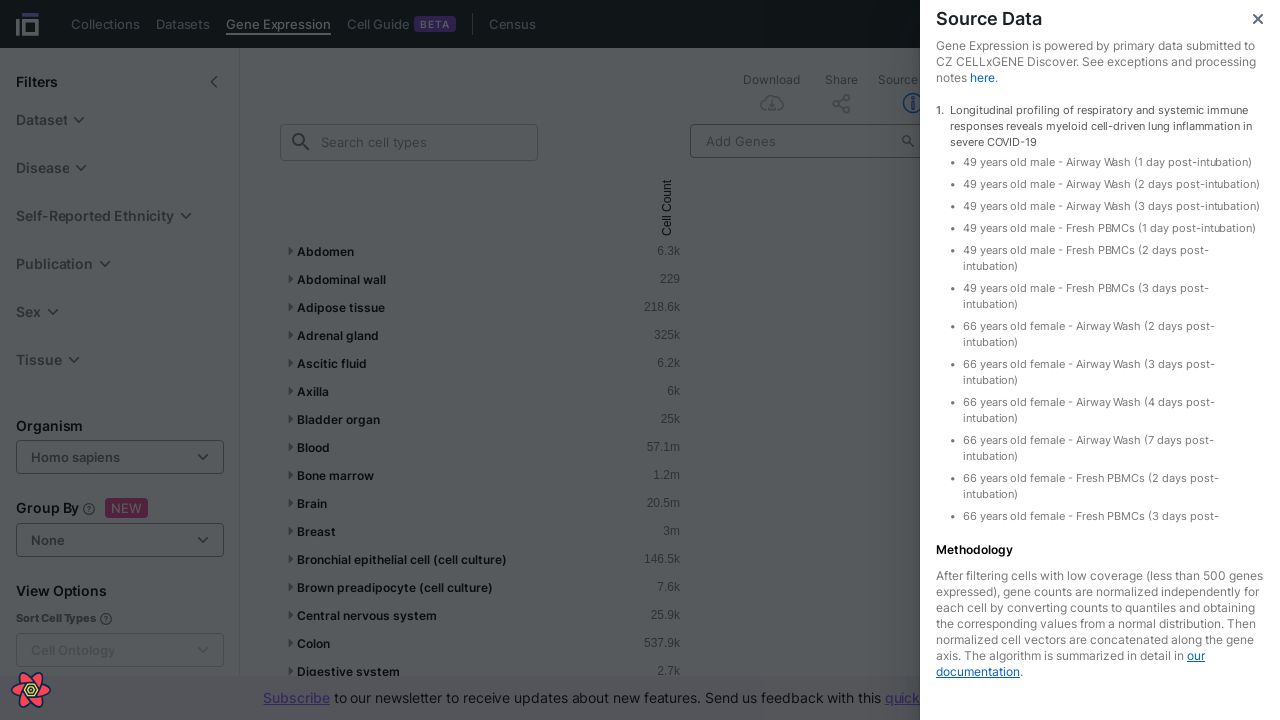 Collections Datasets Gene Expression Cell Guide BETA Census
Filters
Dataset
Disease
Self-Reported Ethnicity
Publication
Sex
Tissue
Organism
Homo sapiens
Group By NEW
None
View Options
Sort Cell Types
Cell Ontology
Download Share Source
Search cell types
Add Genes
Cell Count
Abdomen 6.3k
Abdominal wall 229
Adipose tissue 218.6k
Adrenal gland 325k
Ascitic fluid 6.2k
Axilla 6k
Bladder organ 25k
Blood 57.1m
Bone marrow 1.2m
Brain 20.5m
Breast 3m
Bronchial epithelial cell (cell culture) 146.5k
Brown preadipocyte (cell culture) 7.6k
Central nervous system 25.9k
Colon 537.9k
Digestive system 2.7k
Subscribe to our newsletter to receive updates about new features. Send us feedback with this quick
Source Data
Gene Expression is powered by primary data submitted to
CZ CELLxGENE Discover. See exceptions and processing
notes here.
1. Longitudinal profiling of respiratory and systemic immune
responses reveals myeloid cell-driven lung inflammation in
severe COVID-19
• 49 years old male - Airway Wash (1 day post-intubation)
• 49 years old male - Airway Wash (2 days post-intubation)
• 49 years old male - Airway Wash (3 days post-intubation)
• 49 years old male - Fresh PBMCs (1 day post-intubation)
• 49 years old male - Fresh PBMCs (2 days post-
intubation)
• 49 years old male - Fresh PBMCs (3 days post-
intubation)
• 66 years old female - Airway Wash (2 days post-
intubation)
• 66 years old female - Airway Wash (3 days post-
intubation)
• 66 years old female - Airway Wash (4 days post-
intubation)
• 66 years old female - Airway Wash (7 days post-
intubation)
• 66 years old female - Fresh PBMCs (2 days post-
intubation)
• 66 years old female - Fresh PBMCs (3 days post-
Methodology
After filtering cells with low coverage (less than 500 genes
expressed), gene counts are normalized independently for
each cell by converting counts to quantiles and obtaining
the corresponding values from a normal distribution. Then
normalized cell vectors are concatenated along the gene
axis. The algorithm is summarized in detail in our
documentation.